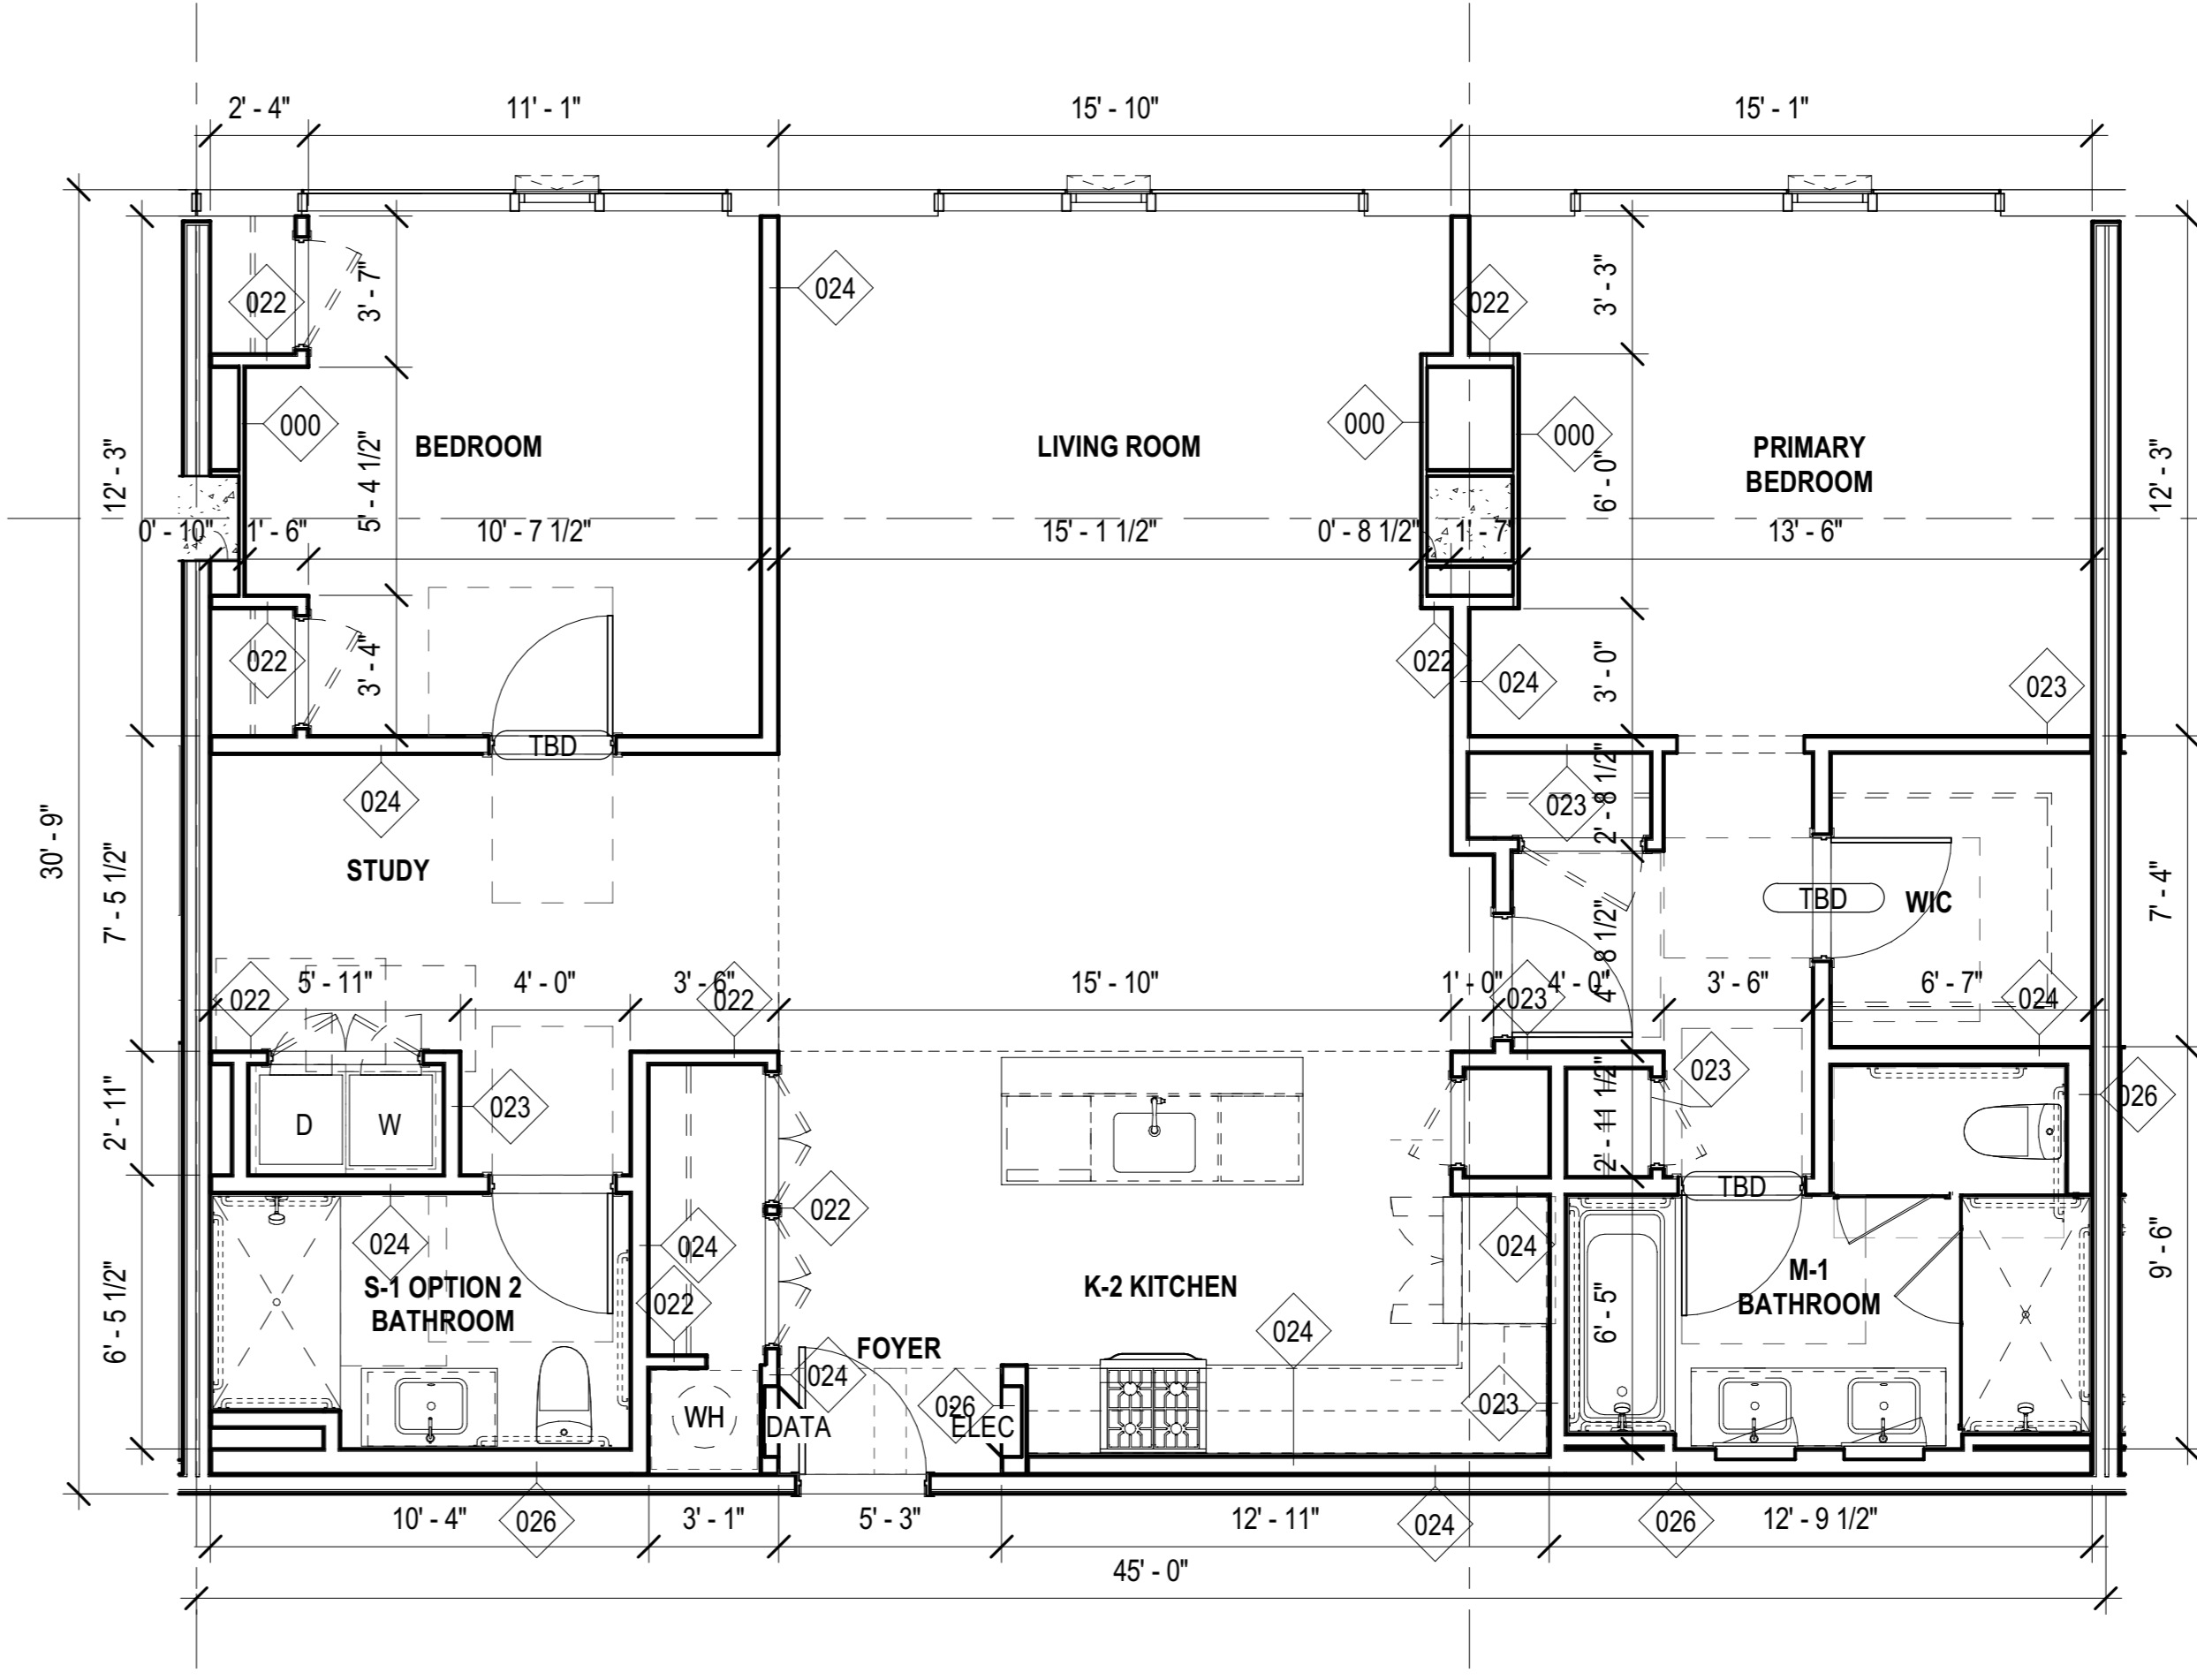 2' - 4"
11' - 1"
15' - 10"
15' - 1"
3' - 7"
022
024
022
3' - 3"
000
000
000
12' - 3"
5' - 4 1/2"
BEDROOM
LIVING ROOM
PRIMARY
BEDROOM
6' - 0"
12' - 3"
0' - 10"
1' - 6"
10' - 7 1/2"
15' - 1 1/2"
0' - 8 1/2"
1' - 7"
13' - 6"
022
3' - 4"
022
024
3' - 0"
023
TBD
30' - 9"
024
023
2' - 8 1/2"
STUDY
7' - 5 1/2"
TBD
WIC
7' - 4"
4' - 8 1/2"
022
5' - 11"
4' - 0"
3' - 6"
022
15' - 10"
1' - 0"
023
4' - 0"
3' - 6"
6' - 7"
024
2' - 11"
D
W
023
2' - 11 1/2"
023
026
TBD
022
024
024
024
6' - 5 1/2"
S-1 OPTION 2
BATHROOM
022
K-2 KITCHEN
M-1
BATHROOM
9' - 6"
6' - 5"
FOYER
024
024
023
WH
DATA
026
ELEC
10' - 4"
026
3' - 1"
5' - 3"
12' - 11"
024
026
12' - 9 1/2"
45' - 0"